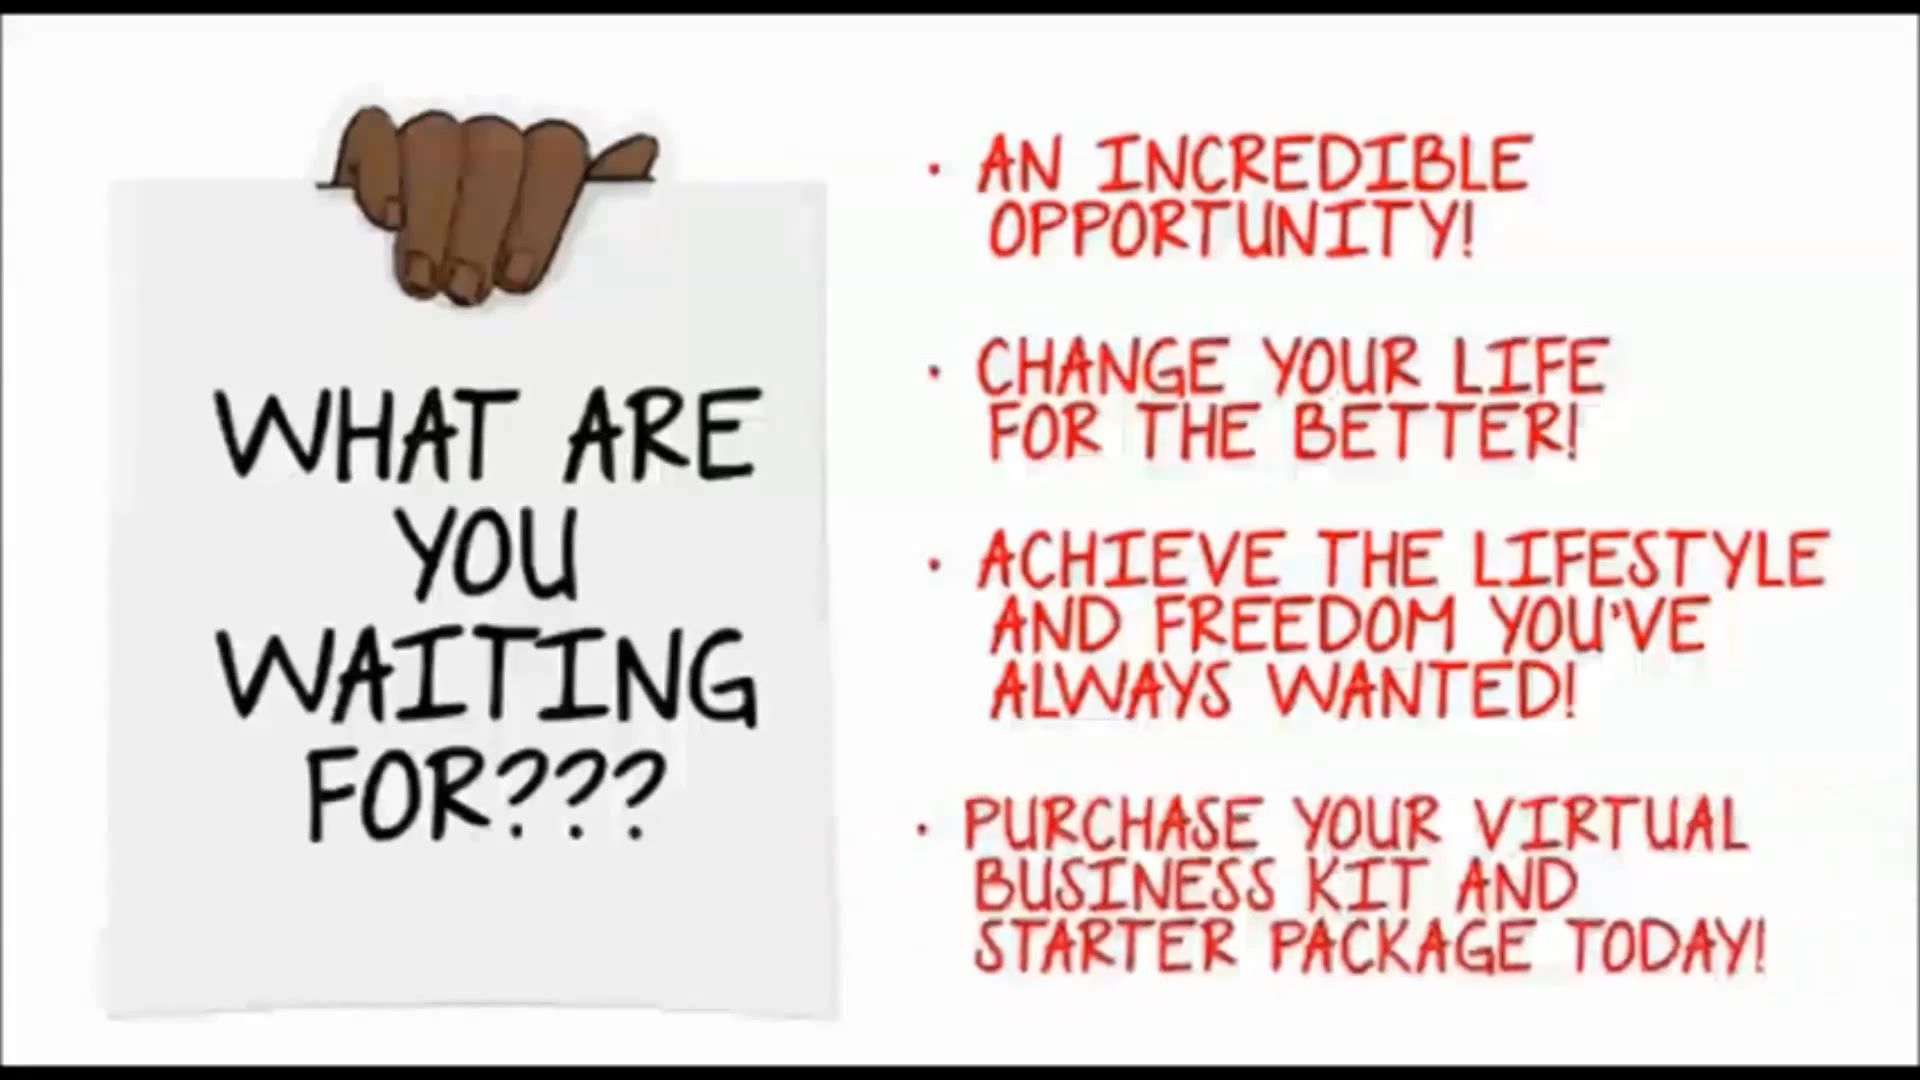 WHAT ARE
YOU
WAITING
FOR???
· AN INCREDIBLE
OPPORTUNITY!
· CHANGE YOUR LIFE
FOR THE BETTER!
· ACHIEVE THE LIFESTYLE
AND FREEDOM YOU'VE
ALWAYS WANTED!
· PURCHASE YOUR VIRTUAL
BUSINESS KIT AND
STARTER PACKAGE TODAY!